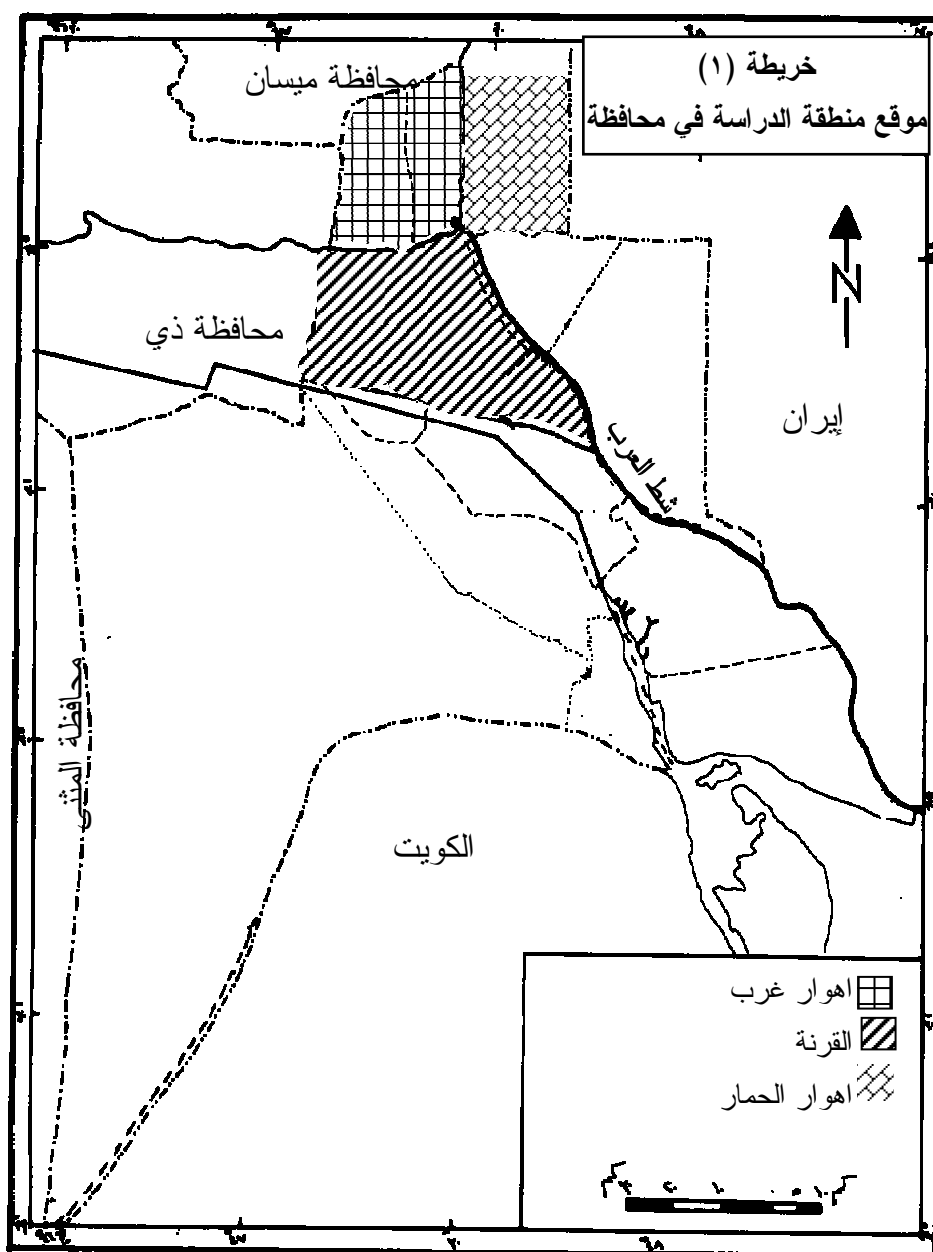 خريطة (١)
موقع منطقة الدراسة في محافظة
محافظة ميسان
محافظة ذي
إيران
شط العرب
محافظة المثنى
الكويت
اهوار غرب
القرنة
اهوار الحمار